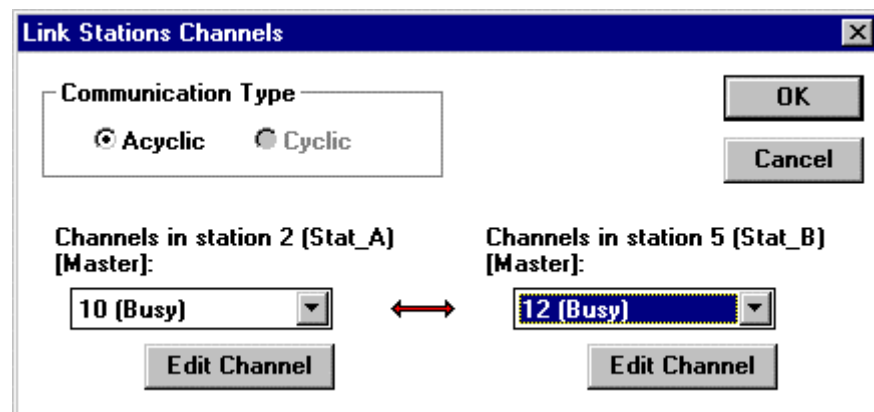 Link Stations Channels
Communication Type
Acyclic Cyclic
OK
Cancel
Channels in station 2 (Stat_A)
[Master]:
10 (Busy)
Edit Channel
Channels in station 5 (Stat_B)
[Master]:
12 (Busy)
Edit Channel